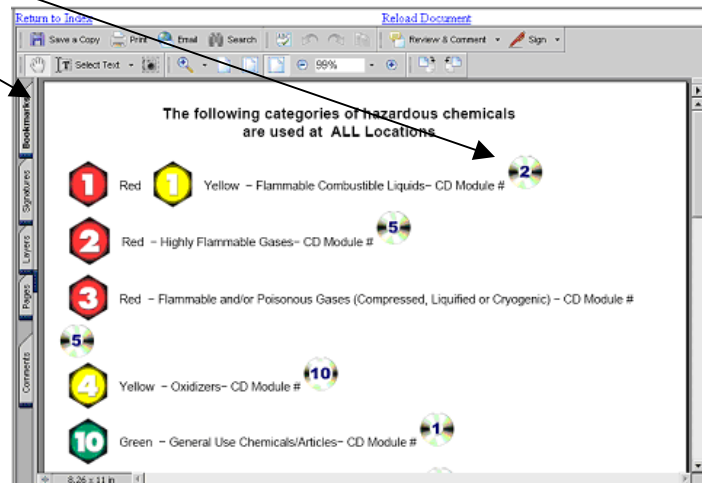 Return to Index Reload Document
Save a Copy Print Email Search Review & Comment Sign
Select Text 99%
Bookmarks
Signatures
Layers
Pages
Comments
The following categories of hazardous chemicals
are used at ALL Locations
1 Red 1 Yellow - Flammable Combustible Liquids- CD Module # 2
2 Red - Highly Flammable Gases- CD Module # 5
3 Red - Flammable and/or Poisonous Gases (Compressed, Liquified or Cryogenic) - CD Module #
5
4 Yellow - Oxidizers- CD Module # 10
10 Green - General Use Chemicals/Articles- CD Module # 1
8.26 x 11 in